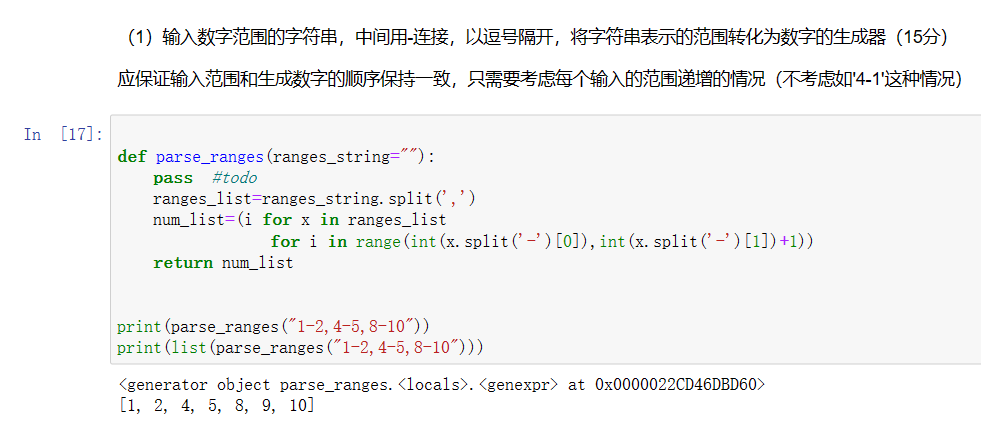 （1）输入数字范围的字符串，中间用-连接，以逗号隔开，将字符串表示的范围转化为数字的生成器（15分）
应保证输入范围和生成数字的顺序保持一致，只需要考虑每个输入的范围递增的情况（不考虑如'4-1'这种情况）
In [17]:
def parse_ranges(ranges_string=""):
    pass  #todo
    ranges_list=ranges_string.split(',')
    num_list=(i for x in ranges_list
               for i in range(int(x.split('-')[0]),int(x.split('-')[1])+1))
    return num_list
print(parse_ranges("1-2,4-5,8-10"))
print(list(parse_ranges("1-2,4-5,8-10")))
<generator object parse_ranges.<locals>.<genexpr> at 0x0000022CD46DBD60>
[1, 2, 4, 5, 8, 9, 10]